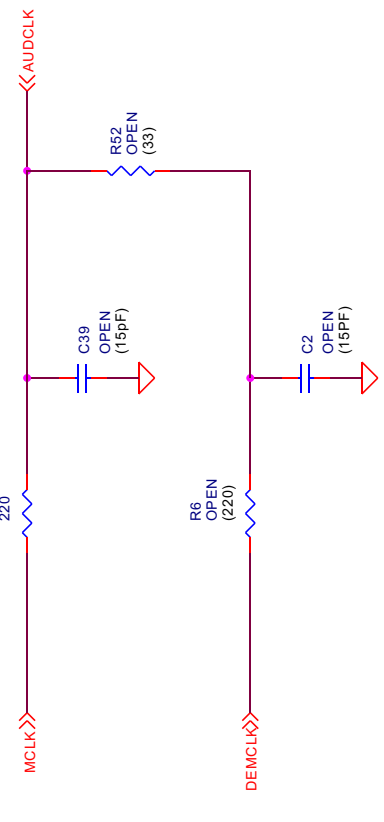 AUDCLK
R52
OPEN
(33)
C39
OPEN
(15pF)
C2
OPEN
(15PF)
220
R6
OPEN
(220)
MCLK
DEMCLK